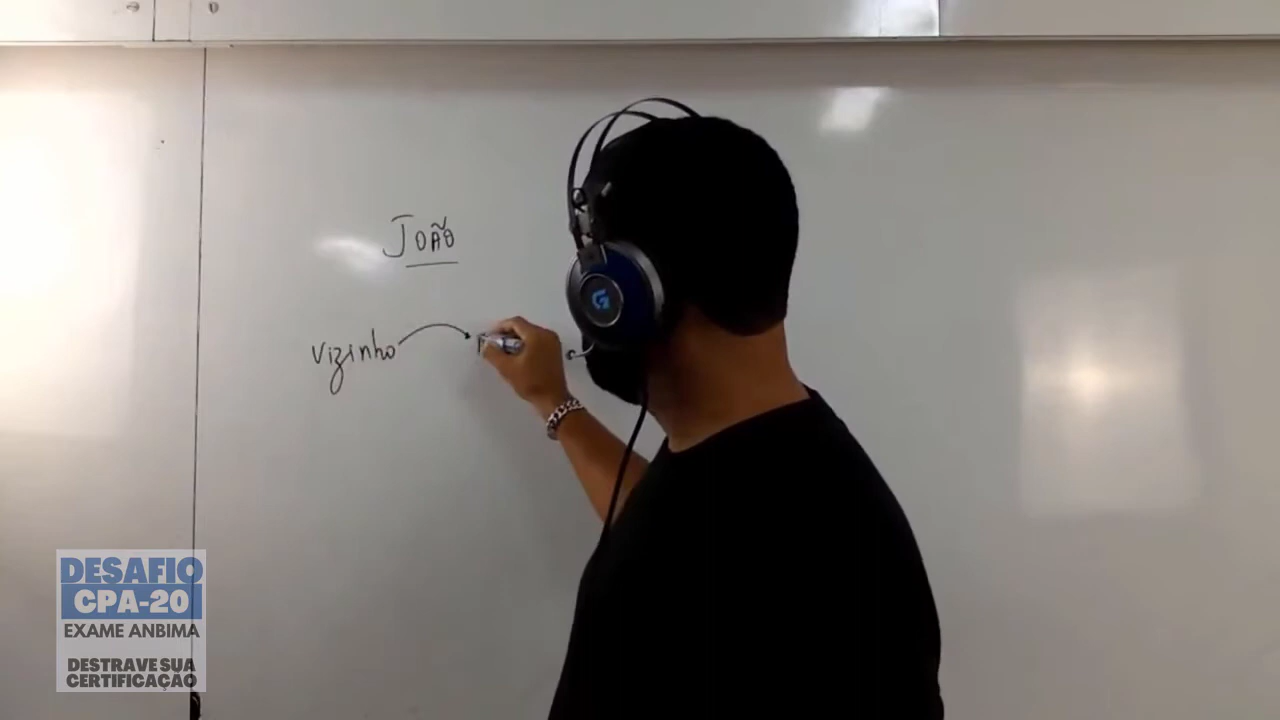 João
vizinho
DESAFIO
CPA-20
EXAME ANBIMA
DESTRAVE SUA
CERTIFICAÇÃO